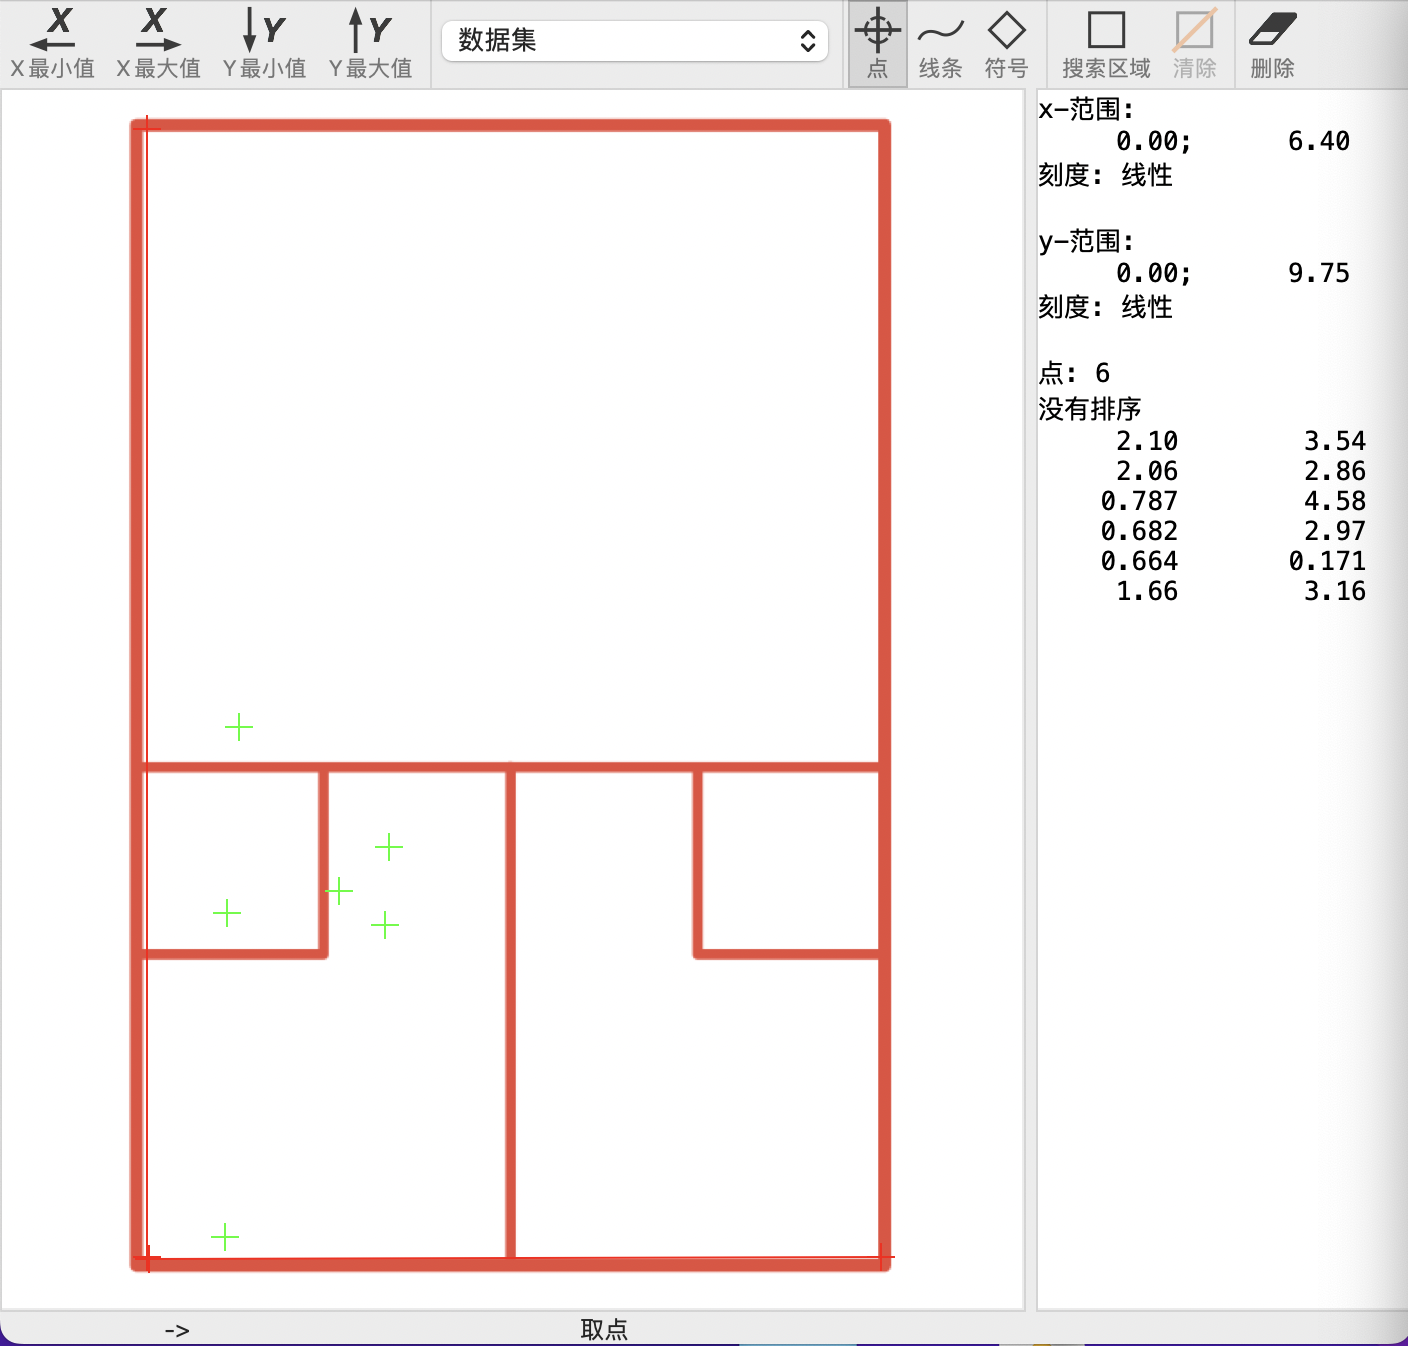 X X Y Y
X最小值 X最大值 Y最小值 Y最大值
数据集
点 线条 符号 搜索区域 清除 删除
x-范围:
0.00; 6.40
刻度: 线性
y-范围:
0.00; 9.75
刻度: 线性
点: 6
没有排序
2.10 3.54
2.06 2.86
0.787 4.58
0.682 2.97
0.664 0.171
1.66 3.16
-> 取点